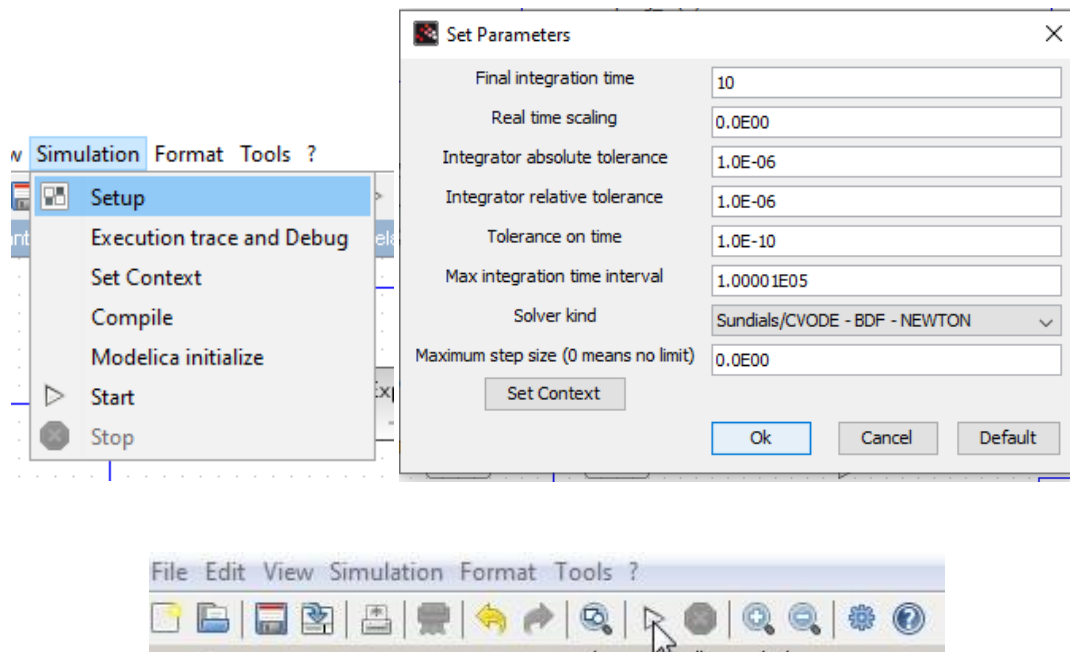 Simulation Format Tools ?
Setup
Execution trace and Debug
Set Context
Compile
Modelica initialize
Start
Stop
Set Parameters
Final integration time 10
Real time scaling 0.0E00
Integrator absolute tolerance 1.0E-06
Integrator relative tolerance 1.0E-06
Tolerance on time 1.0E-10
Max integration time interval 1.00001E05
Solver kind Sundials/CVODE - BDF - NEWTON
Maximum step size (0 means no limit) 0.0E00
Set Context
Ok Cancel Default
File Edit View Simulation Format Tools ?